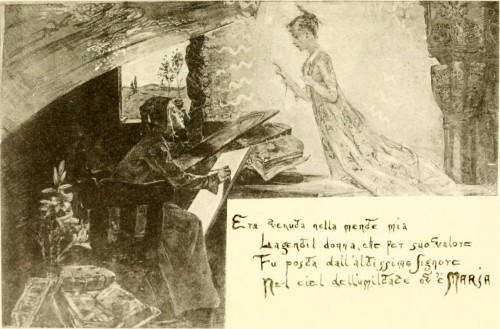 Era venuta nella mente mia
La gentil donna, che per suo valore
Fu posta dall'altissimo signore
Nel ciel dell'umiltate ov'è MARIA